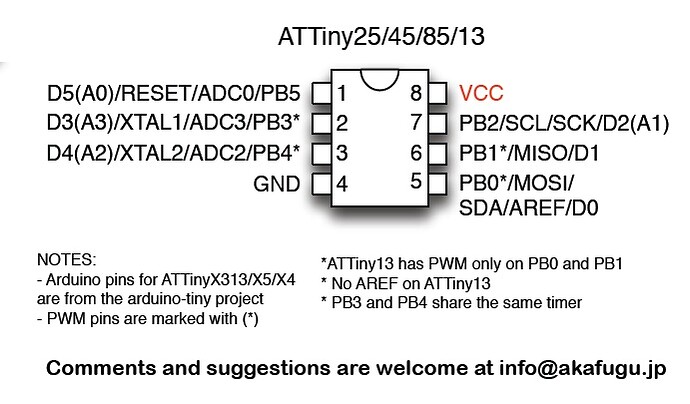 ATTiny25/45/85/13
D5(A0)/RESET/ADC0/PB5 1 8 VCC
D3(A3)/XTAL1/ADC3/PB3* 2 7 PB2/SCL/SCK/D2(A1)
D4(A2)/XTAL2/ADC2/PB4* 3 6 PB1*/MISO/D1
GND 4 5 PB0*/MOSI/
SDA/AREF/D0
NOTES:
- Arduino pins for ATTinyX313/X5/X4
are from the arduino-tiny project
- PWM pins are marked with (*)
*ATTiny13 has PWM only on PB0 and PB1
* No AREF on ATTiny13
* PB3 and PB4 share the same timer
Comments and suggestions are welcome at info@akafugu.jp